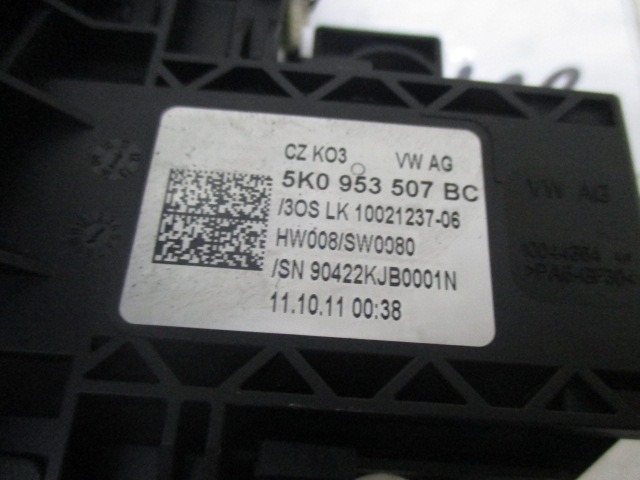 CZ KO3 VW AG
5K0 953 507 BC
/3OS LK 10021237-06
HW008/SW0080
/SN 90422KJB0001N
11.10.11 00:38
VW AG